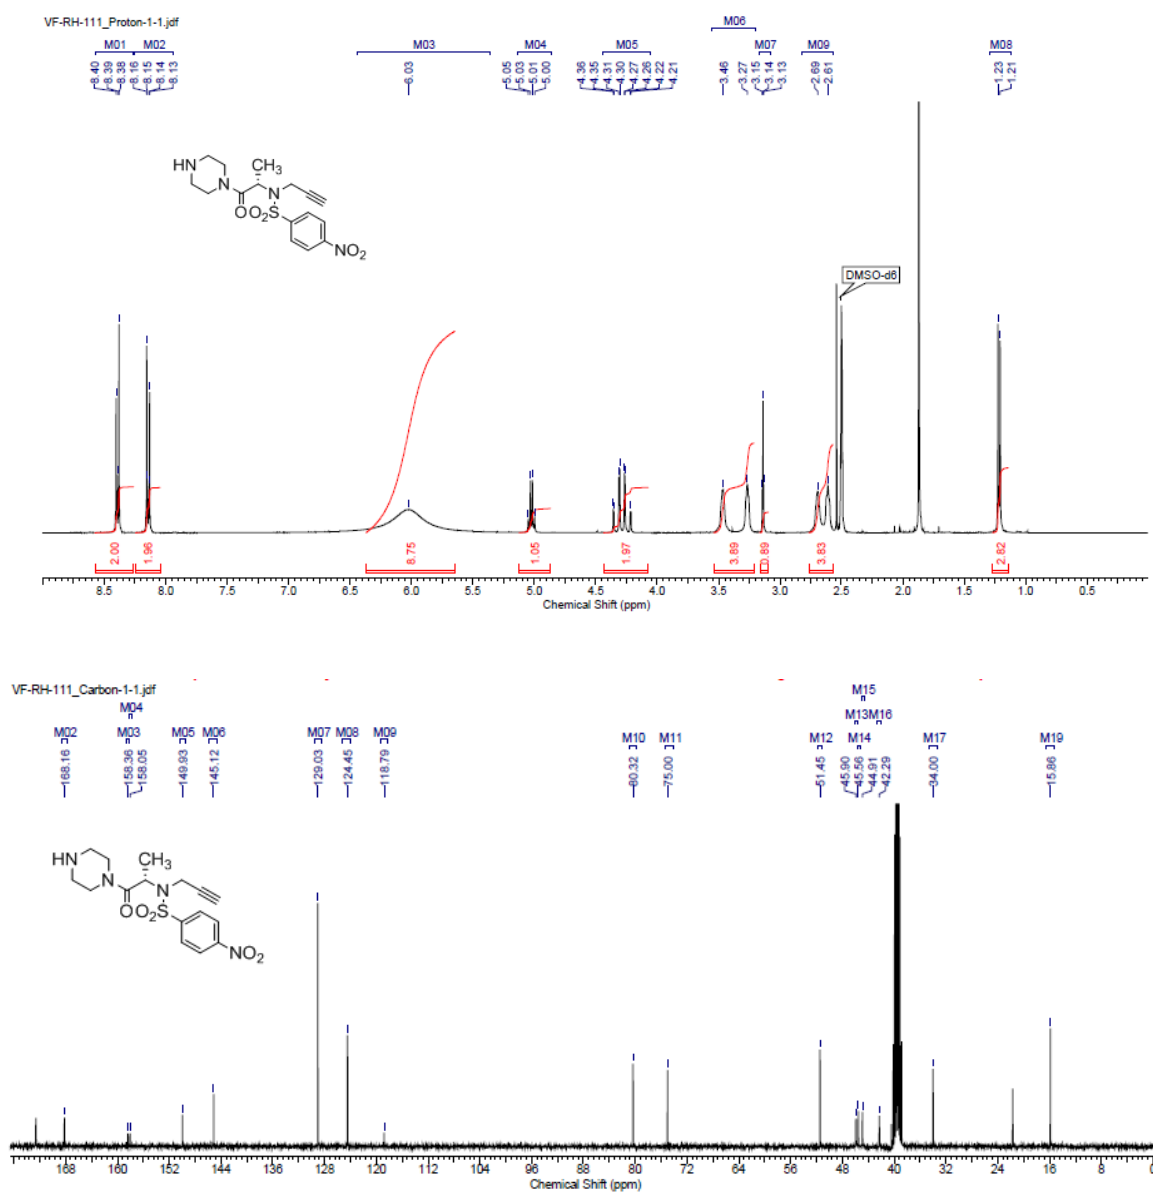 VF-RH-111_Proton-1-1.jdf
M06
M01 M02 M03 M04 M05 M07 M09 M08
8.40 8.39 8.38 8.16 8.15 8.14 8.13 6.03 5.05 5.03 5.01 5.00 4.36 4.35 4.31 4.30 4.27 4.26 4.22 4.21 3.46 3.27 3.15 3.14 3.13 2.69 2.61 1.23 1.21
HN CH3
N N
O O2S
NO2
DMSO-d6
2.00 1.96 8.75 1.05 1.97 3.89 0.89 3.83 2.82
8.5 8.0 7.5 7.0 6.5 6.0 5.5 5.0 4.5 4.0 3.5 3.0 2.5 2.0 1.5 1.0 0.5
Chemical Shift (ppm)
VF-RH-111_Carbon-1-1.jdf
M15
M04 M13 M16
M02 M03 M05 M06 M07 M08 M09 M10 M11 M12 M14 M17 M19
168.16 158.36 158.05 149.93 145.12 129.03 124.45 118.79 80.32 75.00 51.45 45.90 45.56 44.91 42.29 34.00 15.86
HN CH3
N N
O O2S
NO2
168 160 152 144 136 128 120 112 104 96 88 80 72 64 56 48 40 32 24 16 8 0
Chemical Shift (ppm)